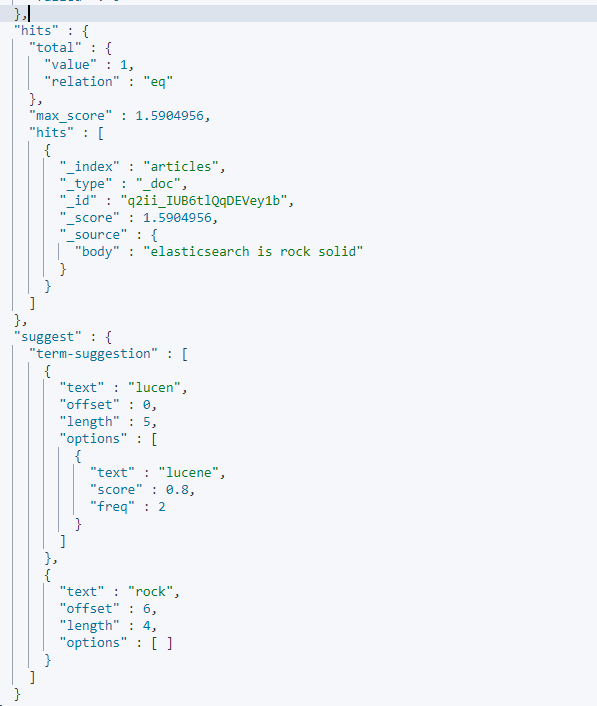 },
"hits" : {
"total" : {
"value" : 1,
"relation" : "eq"
},
"max_score" : 1.5904956,
"hits" : [
{
"_index" : "articles",
"_type" : "_doc",
"_id" : "q2ii_IUB6tlQqDEVey1b",
"_score" : 1.5904956,
"_source" : {
"body" : "elasticsearch is rock solid"
}
}
]
},
"suggest" : {
"term-suggestion" : [
{
"text" : "lucen",
"offset" : 0,
"length" : 5,
"options" : [
{
"text" : "lucene",
"score" : 0.8,
"freq" : 2
}
]
},
{
"text" : "rock",
"offset" : 6,
"length" : 4,
"options" : [ ]
}
]
}